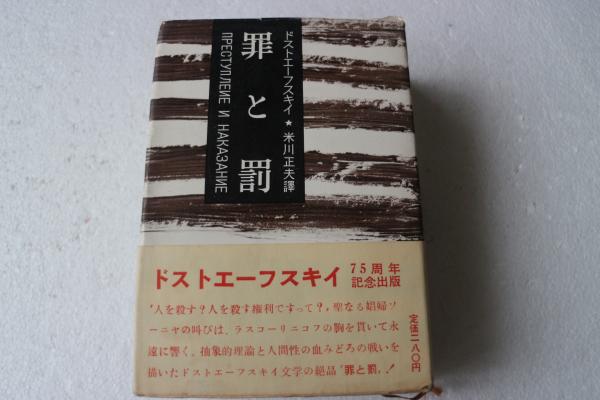 ドストエーフスキイ★米川正夫譯
罪と罰
ПРЕСТУПЛЕИЕ И НАКАЗАНИЕ
ドストエーフスキイ
75周年
記念出版
“人を殺す？人を殺す権利ですって？„聖なる娼婦ソ
ーニャの叫びは、ラスコーリニコフの胸を貫いて永
遠に響く。抽象的理論と人間性の血みどろの戦いを
描いたドストエーフスキイ文学の絶品“罪と罰„！
定価二八〇円